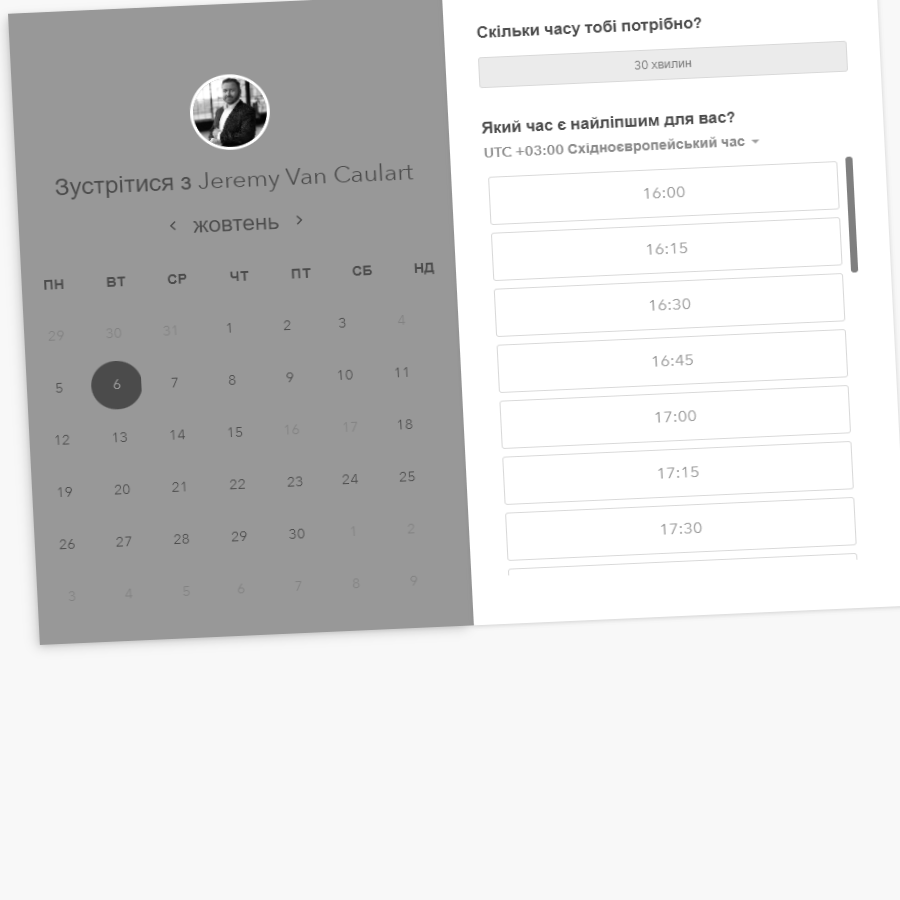 Зустрітися з Jeremy Van Caulart
жовтень
ПН ВТ СР ЧТ ПТ СБ НД
29 30 31 1 2 3 4
5 6 7 8 9 10 11
12 13 14 15 16 17 18
19 20 21 22 23 24 25
26 27 28 29 30 1 2
3 4 5 6 7 8 9
Скільки часу тобі потрібно?
30 хвилин
Який час є найліпшим для вас?
UTC +03:00 Східноєвропейський час
16:00
16:15
16:30
16:45
17:00
17:15
17:30